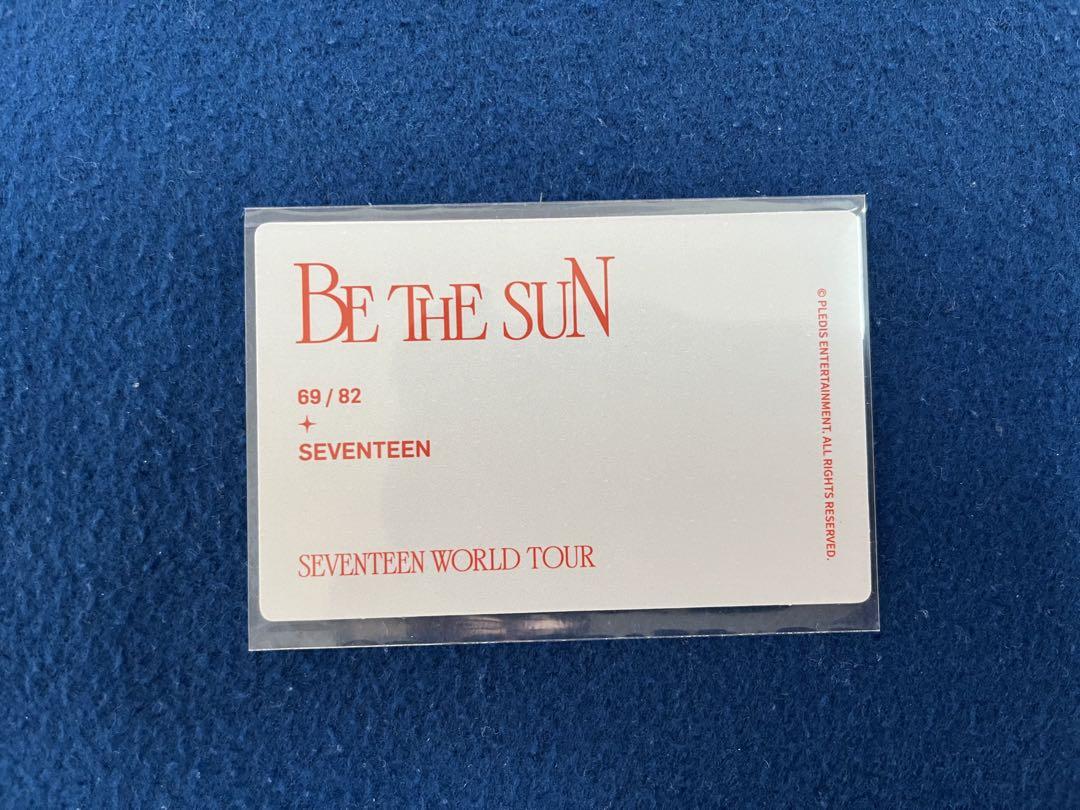 BE THE SUN
69 / 82
SEVENTEEN
SEVENTEEN WORLD TOUR
© PLEDIS ENTERTAINMENT. ALL RIGHTS RESERVED.